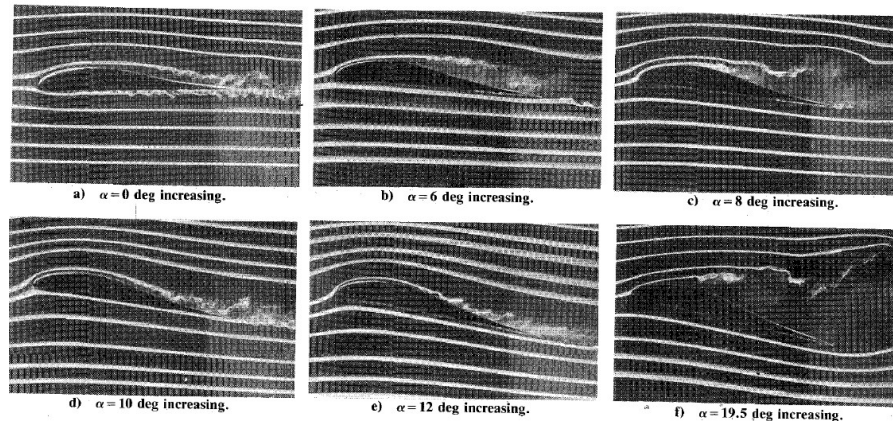 a) α=0 deg increasing.
b) α=6 deg increasing.
c) α=8 deg increasing.
d) α=10 deg increasing.
e) α=12 deg increasing.
f) α=19.5 deg increasing.